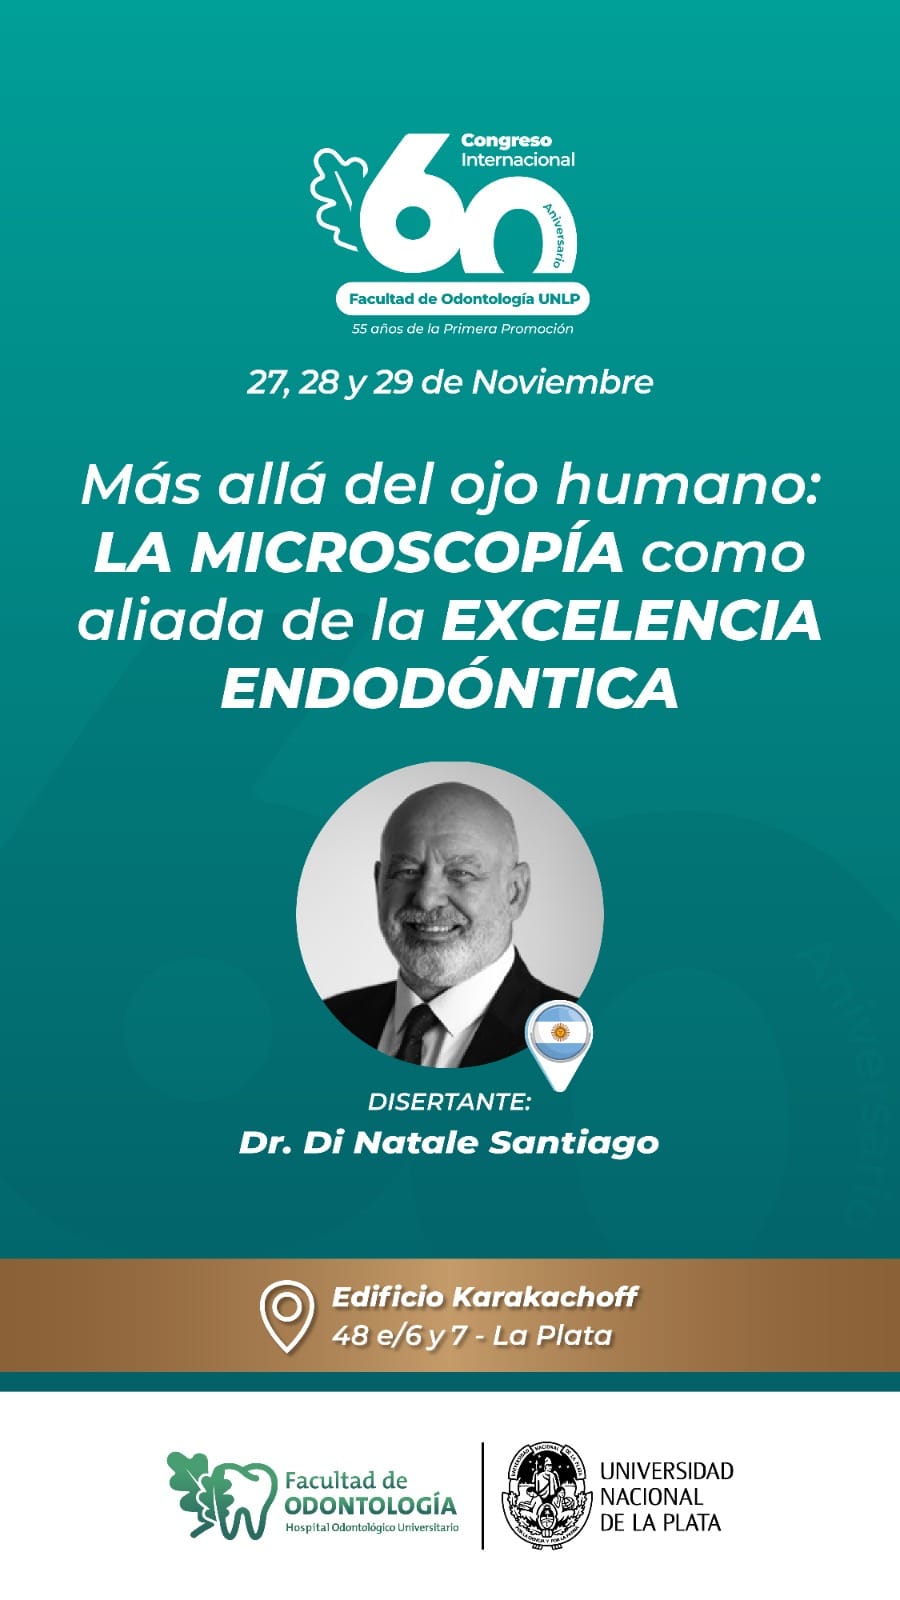 Congreso
Internacional
60
Aniversario
Facultad de Odontología UNLP
55 años de la Primera Promoción
27, 28 y 29 de Noviembre
Más allá del ojo humano:
LA MICROSCOPÍA como
aliada de la EXCELENCIA
ENDODÓNTICA
DISERTANTE:
Dr. Di Natale Santiago
Aniversario
Edificio Karakachoff
48 e/6 y 7 - La Plata
Facultad de
ODONTOLOGÍA
Hospital Odontológico Universitario
UNIVERSIDAD
NACIONAL
DE LA PLATA